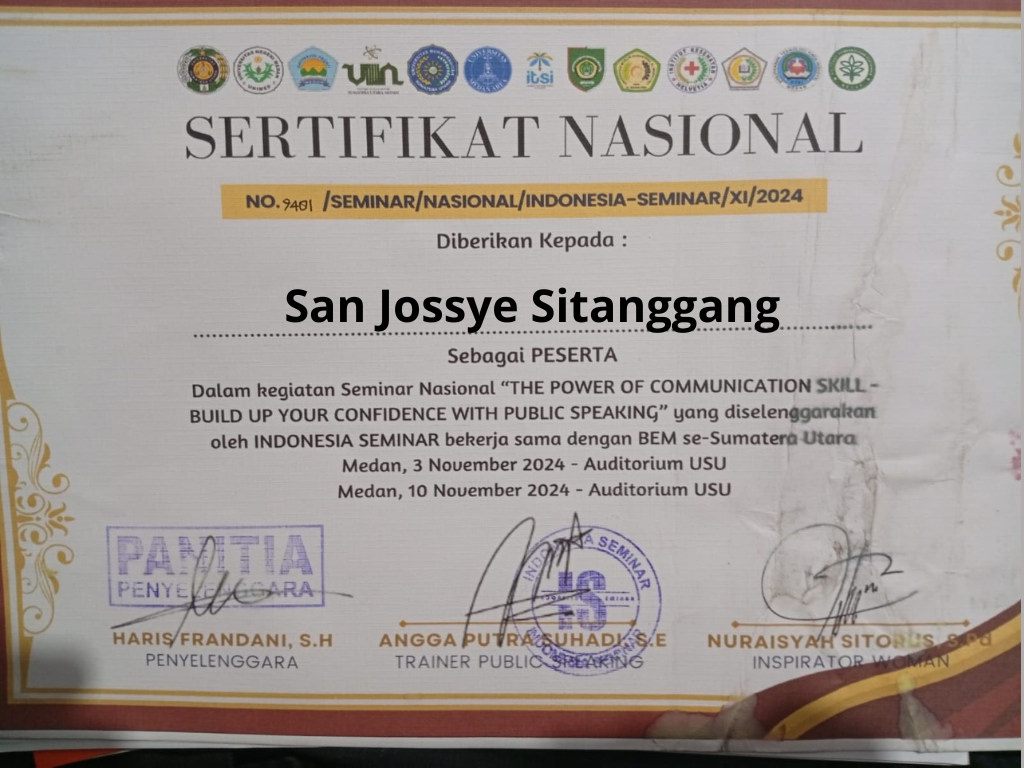 UIN
itsi
SERTIFIKAT NASIONAL
NO. 9401 /SEMINAR/NASIONAL/INDONESIA-SEMINAR/XI/2024
Diberikan Kepada :
San Jossye Sitanggang
Sebagai PESERTA
Dalam kegiatan Seminar Nasional “THE POWER OF COMMUNICATION SKILL -
BUILD UP YOUR CONFIDENCE WITH PUBLIC SPEAKING” yang diselenggarakan
oleh INDONESIA SEMINAR bekerja sama dengan BEM se-Sumatera Utara
Medan, 3 November 2024 - Auditorium USU
Medan, 10 November 2024 - Auditorium USU
PANITIA
PENYELENGGARA
INDONESIA SEMINAR
IS
HARIS FRANDANI, S.H
PENYELENGGARA
ANGGA PUTRA SUHADI, S.E
TRAINER PUBLIC SPEAKING
NURAISYAH SITORUS, S.Pd
INSPIRATOR WOMAN